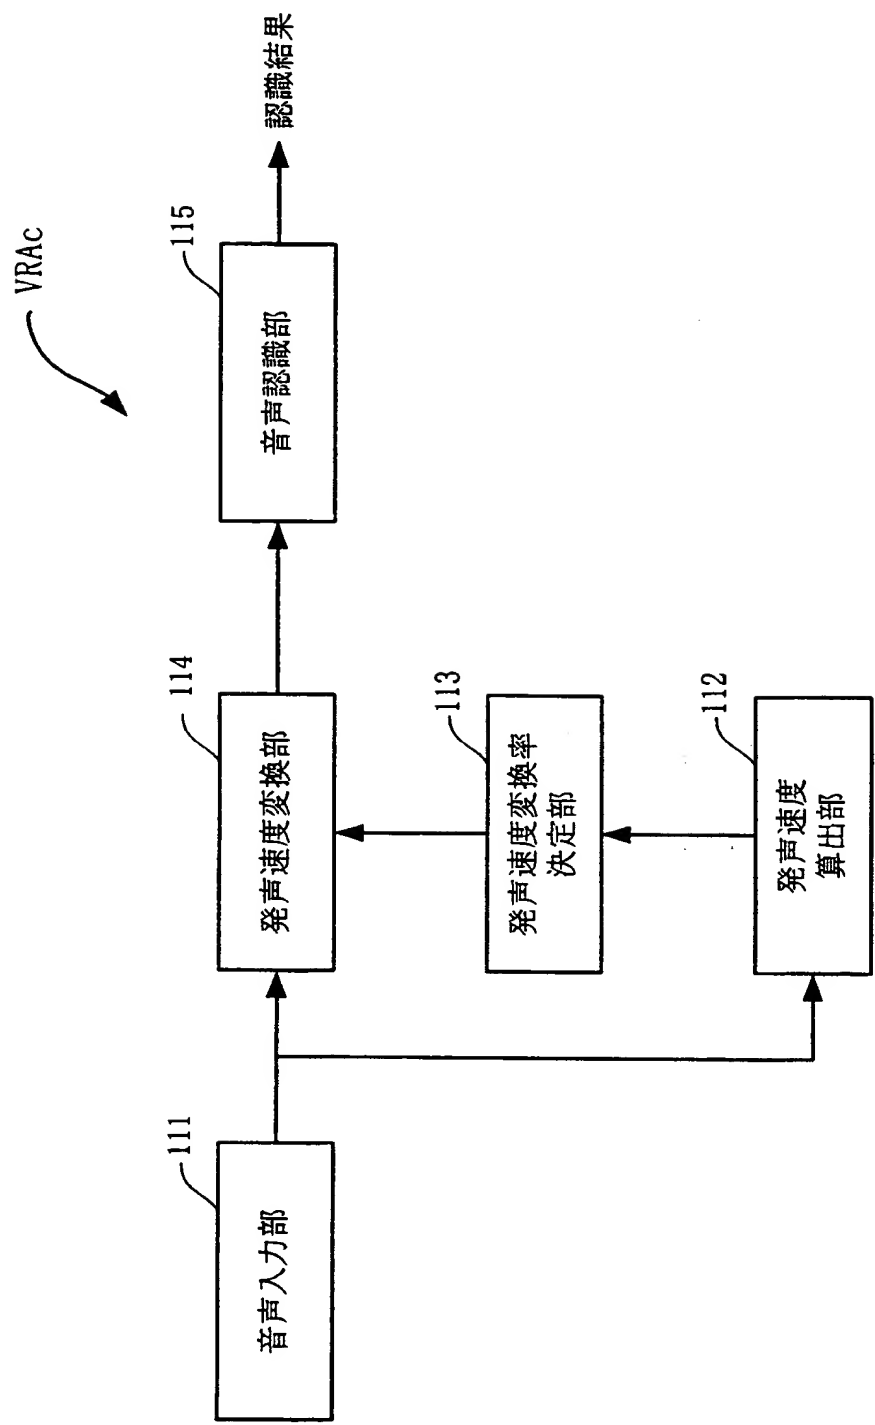 VRAc
111
音声入力部
114
発声速度変換部
115
音声認識部
認識結果
113
発声速度変換率
決定部
112
発声速度
算出部